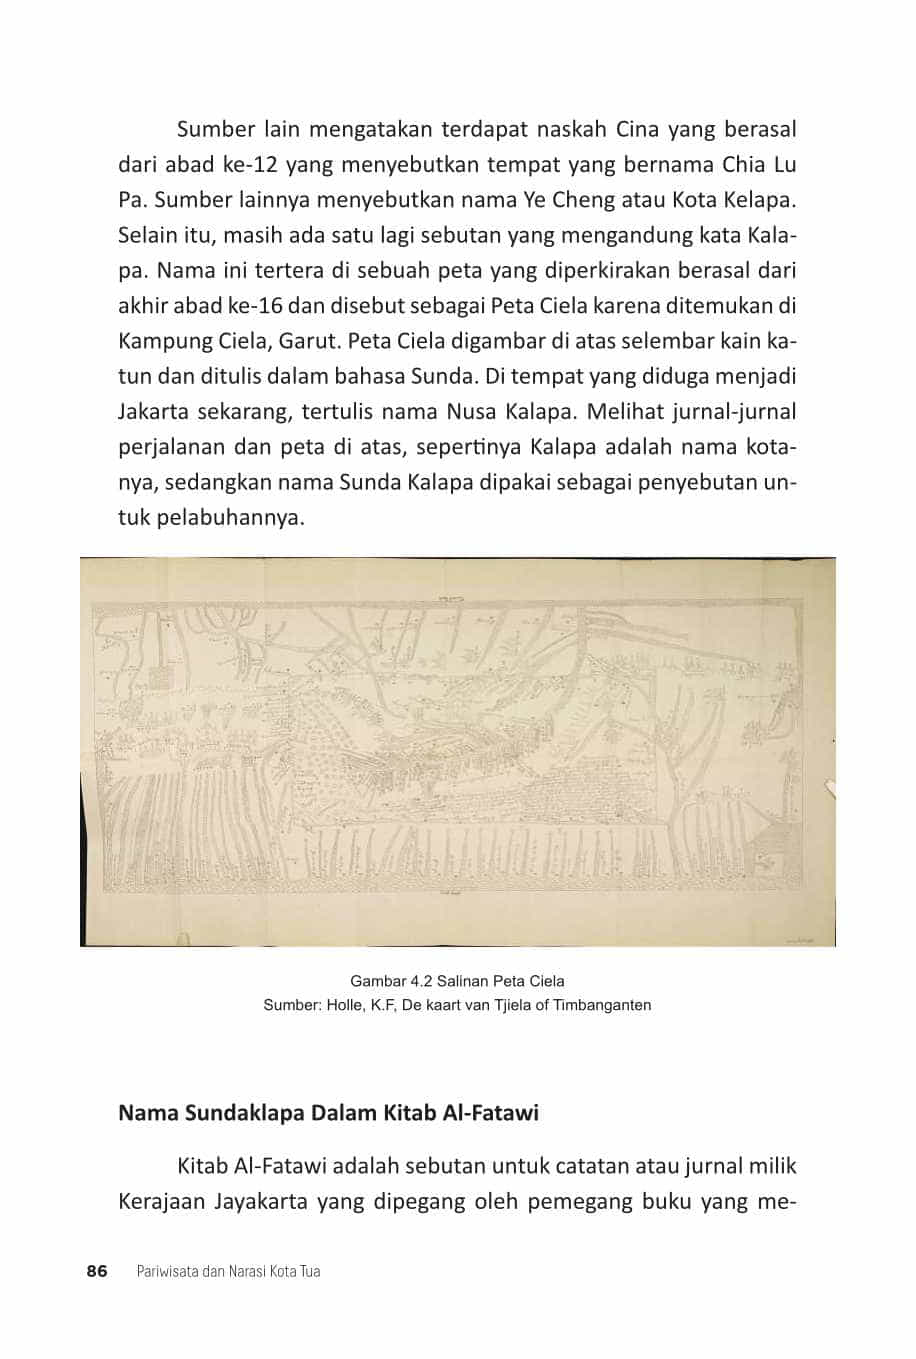 Sumber lain mengatakan terdapat naskah Cina yang berasal
dari abad ke-12 yang menyebutkan tempat yang bernama Chia Lu
Pa. Sumber lainnya menyebutkan nama Ye Cheng atau Kota Kelapa.
Selain itu, masih ada satu lagi sebutan yang mengandung kata Kala-
pa. Nama ini tertera di sebuah peta yang diperkirakan berasal dari
akhir abad ke-16 dan disebut sebagai Peta Ciela karena ditemukan di
Kampung Ciela, Garut. Peta Ciela digambar di atas selembar kain ka-
tun dan ditulis dalam bahasa Sunda. Di tempat yang diduga menjadi
Jakarta sekarang, tertulis nama Nusa Kalapa. Melihat jurnal-jurnal
perjalanan dan peta di atas, sepertinya Kalapa adalah nama kota-
nya, sedangkan nama Sunda Kalapa dipakai sebagai penyebutan un-
tuk pelabuhannya.
Gambar 4.2 Salinan Peta Ciela
Sumber: Holle, K.F, De kaart van Tjiela of Timbanganten
Nama Sundaklapa Dalam Kitab Al-Fatawi
Kitab Al-Fatawi adalah sebutan untuk catatan atau jurnal milik
Kerajaan Jayakarta yang dipegang oleh pemegang buku yang me-
86 Pariwisata dan Narasi Kota Tua